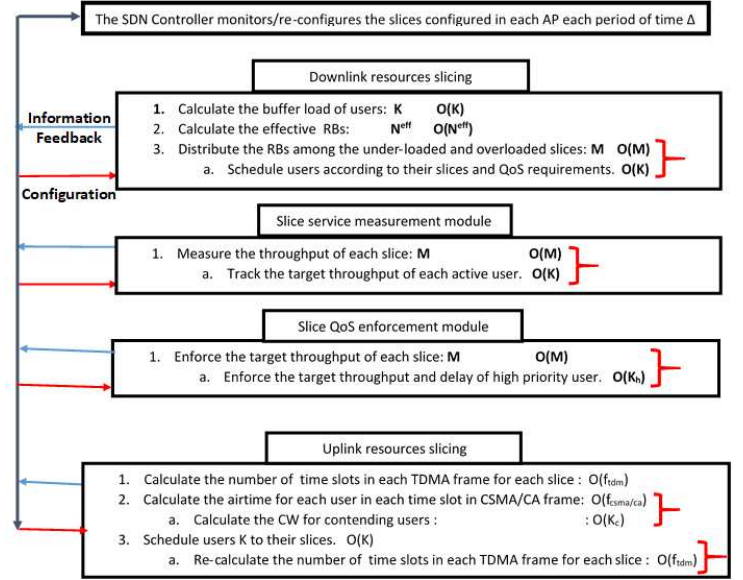 The SDN Controller monitors/re-configures the slices configured in each AP each period of time Δ
Downlink resources slicing
Information
Feedback
Configuration
1. Calculate the buffer load of users: K O(K)
2. Calculate the effective RBs: N^eff O(N^eff)
3. Distribute the RBs among the under-loaded and overloaded slices: M O(M)
a. Schedule users according to their slices and QoS requirements. O(K)
Slice service measurement module
1. Measure the throughput of each slice: M O(M)
a. Track the target throughput of each active user. O(K)
Slice QoS enforcement module
1. Enforce the target throughput of each slice: M O(M)
a. Enforce the target throughput and delay of high priority user. O(K_h)
Uplink resources slicing
1. Calculate the number of time slots in each TDMA frame for each slice : O(f_tdm)
2. Calculate the airtime for each user in each time slot in CSMA/CA frame: O(f_csma/ca)
a. Calculate the CW for contending users : : O(K_c)
3. Schedule users K to their slices. O(K)
a. Re-calculate the number of time slots in each TDMA frame for each slice : O(f_tdm)